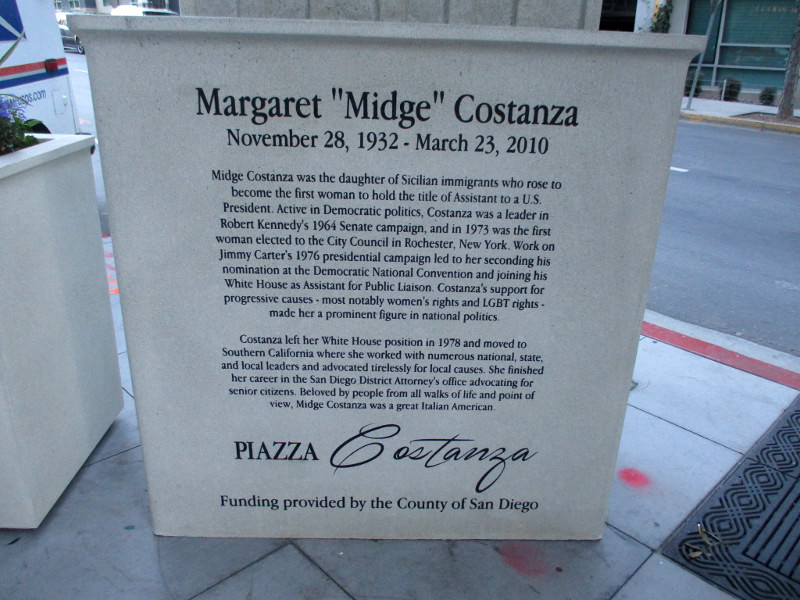 Margaret "Midge" Costanza
November 28, 1932 - March 23, 2010
Midge Costanza was the daughter of Sicilian immigrants who rose to
become the first woman to hold the title of Assistant to a U.S.
President. Active in Democratic politics, Costanza was a leader in
Robert Kennedy's 1964 Senate campaign, and in 1973 was the first
woman elected to the City Council in Rochester, New York. Work on
Jimmy Carter's 1976 presidential campaign led to her seconding his
nomination at the Democratic National Convention and joining his
White House as Assistant for Public Liaison. Costanza's support for
progressive causes - most notably women's rights and LGBT rights -
made her a prominent figure in national politics.
Costanza left her White House position in 1978 and moved to
Southern California where she worked with numerous national, state,
and local leaders and advocated tirelessly for local causes. She finished
her career in the San Diego District Attorney's office advocating for
senior citizens. Beloved by people from all walks of life and point of
view, Midge Costanza was a great Italian American.
PIAZZA Costanza
Funding provided by the County of San Diego
usps.com